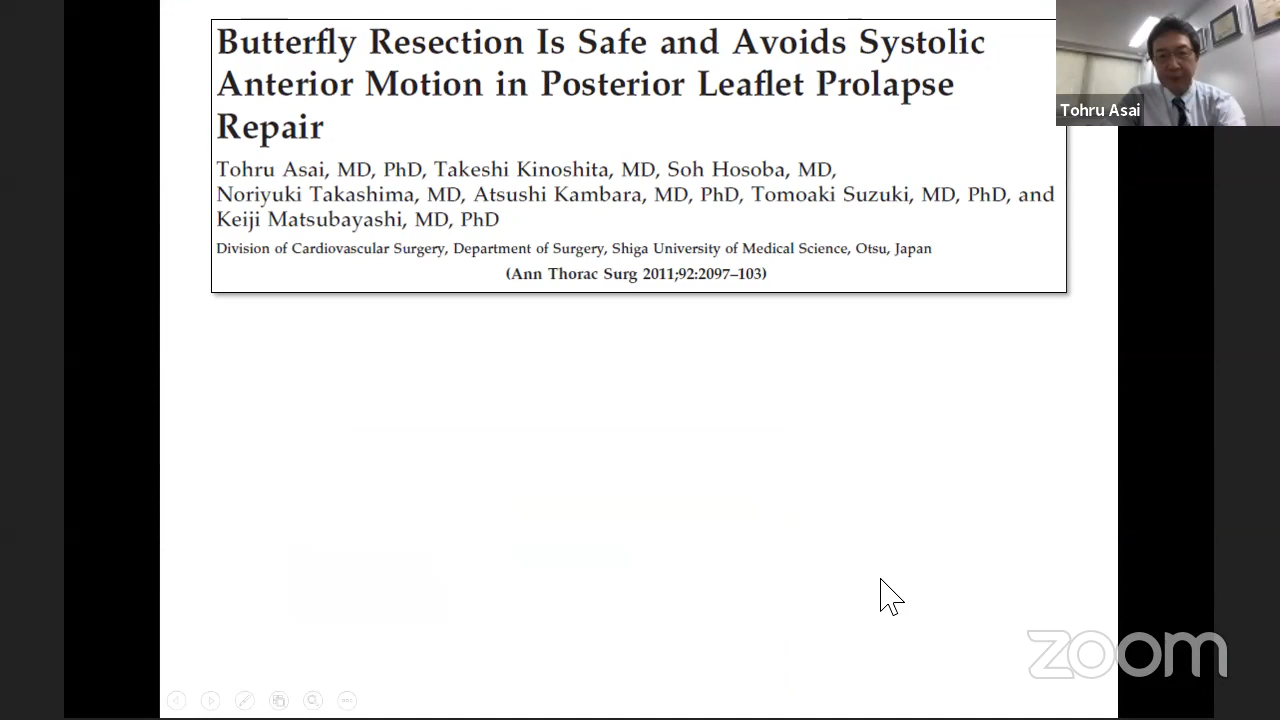 Butterfly Resection Is Safe and Avoids Systolic
Anterior Motion in Posterior Leaflet Prolapse
Repair
Tohru Asai, MD, PhD, Takeshi Kinoshita, MD, Soh Hosoba, MD,
Noriyuki Takashima, MD, Atsushi Kambara, MD, PhD, Tomoaki Suzuki, MD, PhD, and
Keiji Matsubayashi, MD, PhD
Division of Cardiovascular Surgery, Department of Surgery, Shiga University of Medical Science, Otsu, Japan
(Ann Thorac Surg 2011;92:2097–103)
Tohru Asai
zoom